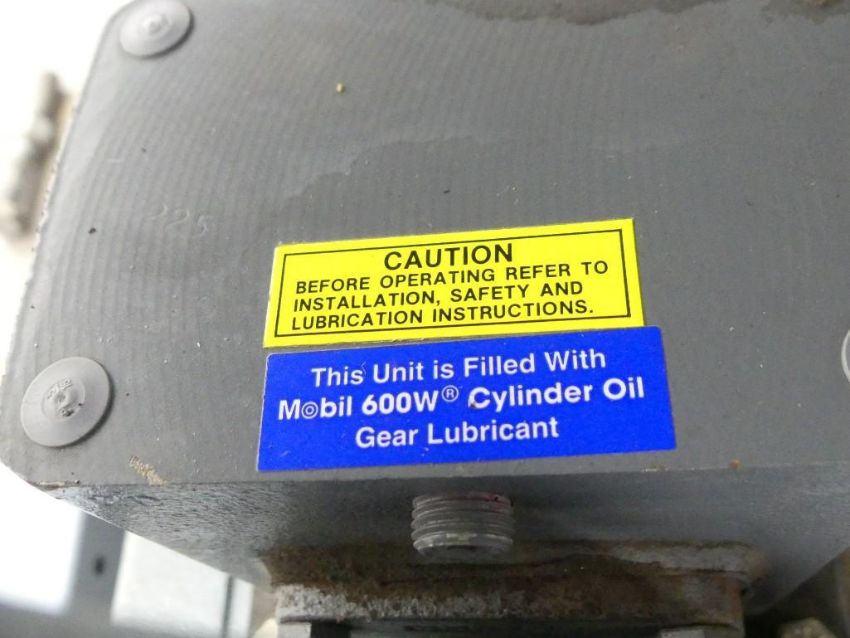 225
CAUTION
BEFORE OPERATING REFER TO
INSTALLATION, SAFETY AND
LUBRICATION INSTRUCTIONS.
This Unit is Filled With
Mobil 600W® Cylinder Oil
Gear Lubricant